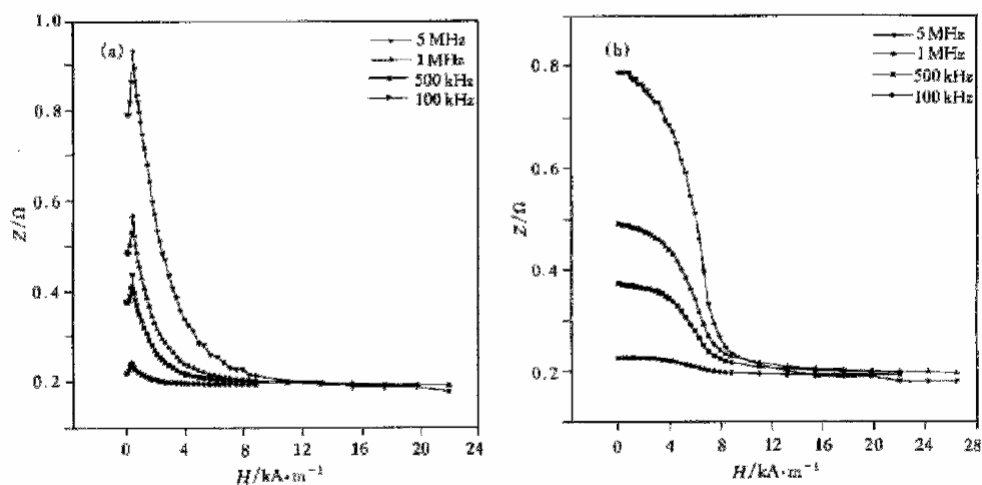 (a)
5 MHz
1 MHz
500 kHz
100 kHz
Z/Ω
1.0
0.8
0.6
0.4
0.2
0 4 8 12 16 20 24
H/kA·m⁻¹
(b)
5 MHz
1 MHz
500 kHz
100 kHz
Z/Ω
0.8
0.6
0.4
0.2
0 4 8 12 16 20 24 28
H/kA·m⁻¹